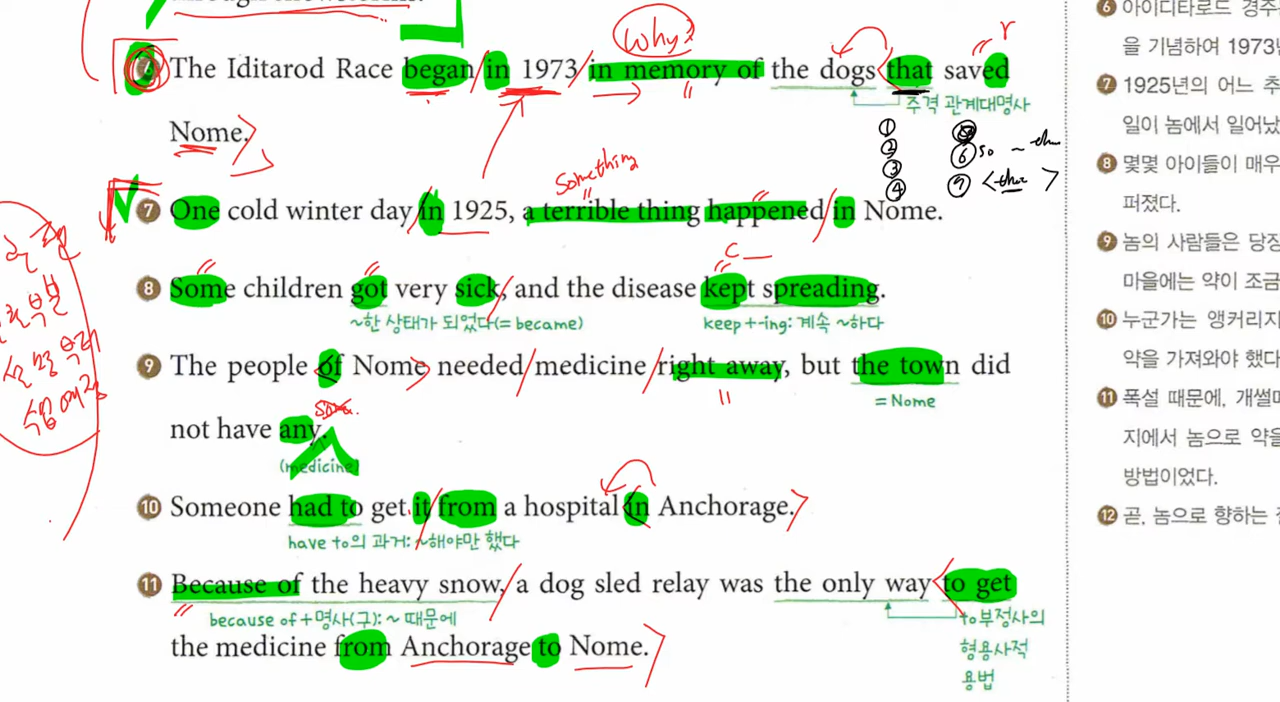 Why?
6 The Iditarod Race began in 1973 in memory of the dogs that saved
주격 관계대명사
Nome.
① ② ③ ④
⑥ so ~ tha
⑦ <that>
something
7 One cold winter day in 1925, a terrible thing happened in Nome.
8 Some children got very sick, and the disease kept spreading.
~한 상태가 되었다(= became)
keep +-ing: 계속 ~하다
9 The people of Nome needed medicine right away, but the town did
= Nome
not have any.
(medicine)
10 Someone had to get it from a hospital in Anchorage.
have to의 과거: ~해야만 했다
11 Because of the heavy snow, a dog sled relay was the only way to get
because of +명사(구): ~ 때문에
to부정사의
형용사적
용법
the medicine from Anchorage to Nome.
6 아이디타로드 경주
을 기념하여 1973
7 1925년의 어느 추
일이 놈에서 일어났
8 몇몇 아이들이 매우
퍼졌다.
9 놈의 사람들은 당장
마을에는 약이 조금
10 누군가는 앵커리지
약을 가져와야 했다
11 폭설 때문에, 개썰매
지에서 놈으로 약을
방법이었다.
12 곧, 놈으로 향하는